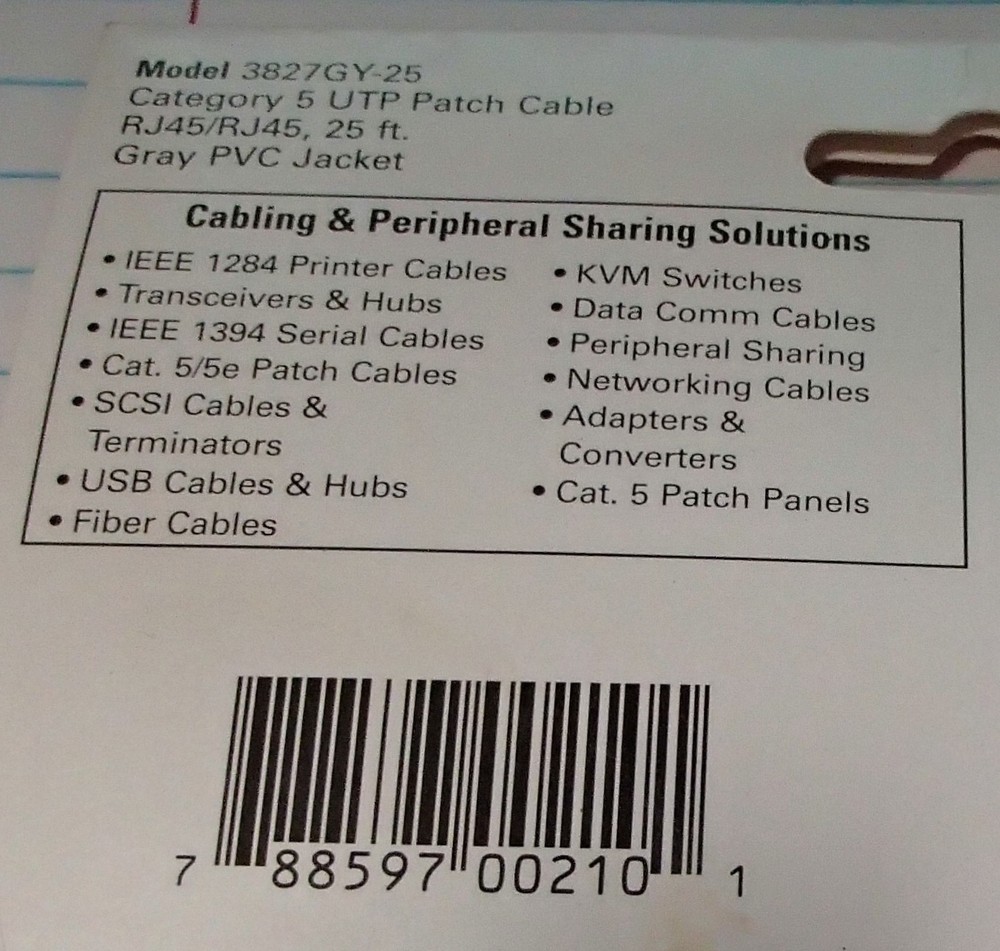 Model 3827GY-25
Category 5 UTP Patch Cable
RJ45/RJ45, 25 ft.
Gray PVC Jacket
Cabling & Peripheral Sharing Solutions
• IEEE 1284 Printer Cables
• Transceivers & Hubs
• IEEE 1394 Serial Cables
• Cat. 5/5e Patch Cables
• SCSI Cables &
Terminators
• USB Cables & Hubs
• Fiber Cables
• KVM Switches
• Data Comm Cables
• Peripheral Sharing
• Networking Cables
• Adapters &
Converters
• Cat. 5 Patch Panels
7 88597 00210 1